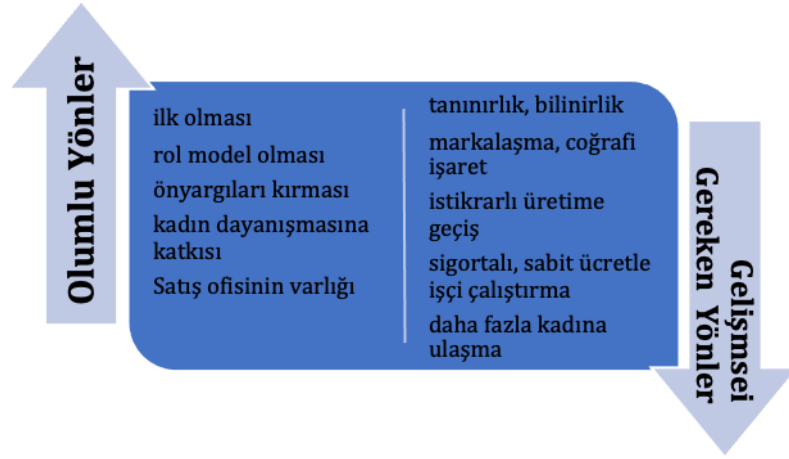 Olumlu Yönler
ilk olması
rol model olması
önyargıları kırması
kadın dayanışmasına
katkısı
Satış ofisinin varlığı
tanınırlık, bilinirlik
markalaşma, coğrafi
işaret
istikrarlı üretime
geçiş
sigortalı, sabit ücretle
işçi çalıştırma
daha fazla kadına
ulaşma
Gelişmsei
Gereken Yönler